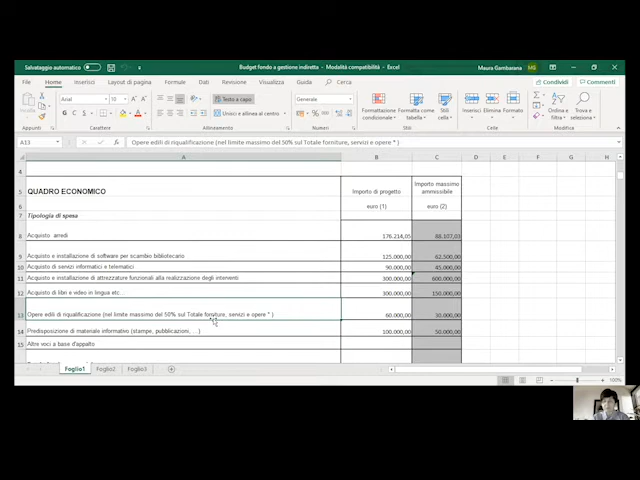 Salvataggio automatico
Budget fondo a gestione indiretta - Modalità compatibilità - Excel
Maura Gambarana MG
File Home Inserisci Layout di pagina Formule Dati Revisione Visualizza Guida Cerca
Condividi Commenti
Arial 10
Testo a capo
Generale
G C S
Unisci e allinea al centro
Formattazione condizionale
Formatta come tabella
Stili cella
Inserisci Elimina Formato
Ordina e filtra
Trova e seleziona
Appunti Carattere Allineamento Numeri Stili Celle Modifica
A13 Opere edili di riqualificazione (nel limite massimo del 50% sul Totale forniture, servizi e opere * )
A B C D E F G H
4
5 QUADRO ECONOMICO Importo di progetto Importo massimo ammissibile
6 euro (1) euro (2)
7 Tipologia di spesa
8 Acquisto arredi 176.214,05 88.107,03
9 Acquisto e installazione di software per scambio bibliotecario 125.000,00 62.500,00
10 Acquisto di servizi informatici e telematici 90.000,00 45.000,00
11 Acquisto e installazione di attrezzature funzionali alla realizzazione degli interventi 300.000,00 600.000,00
12 Acquisto di libri e video in lingua etc... 300.000,00 150.000,00
13 Opere edili di riqualificazione (nel limite massimo del 50% sul Totale forniture, servizi e opere * ) 60.000,00 30.000,00
14 Predisposizione di materiale informativo (stampe, pubblicazioni, ... ) 100.000,00 50.000,00
15 Altre voci a base d'appalto
Foglio1 Foglio2 Foglio3
100%